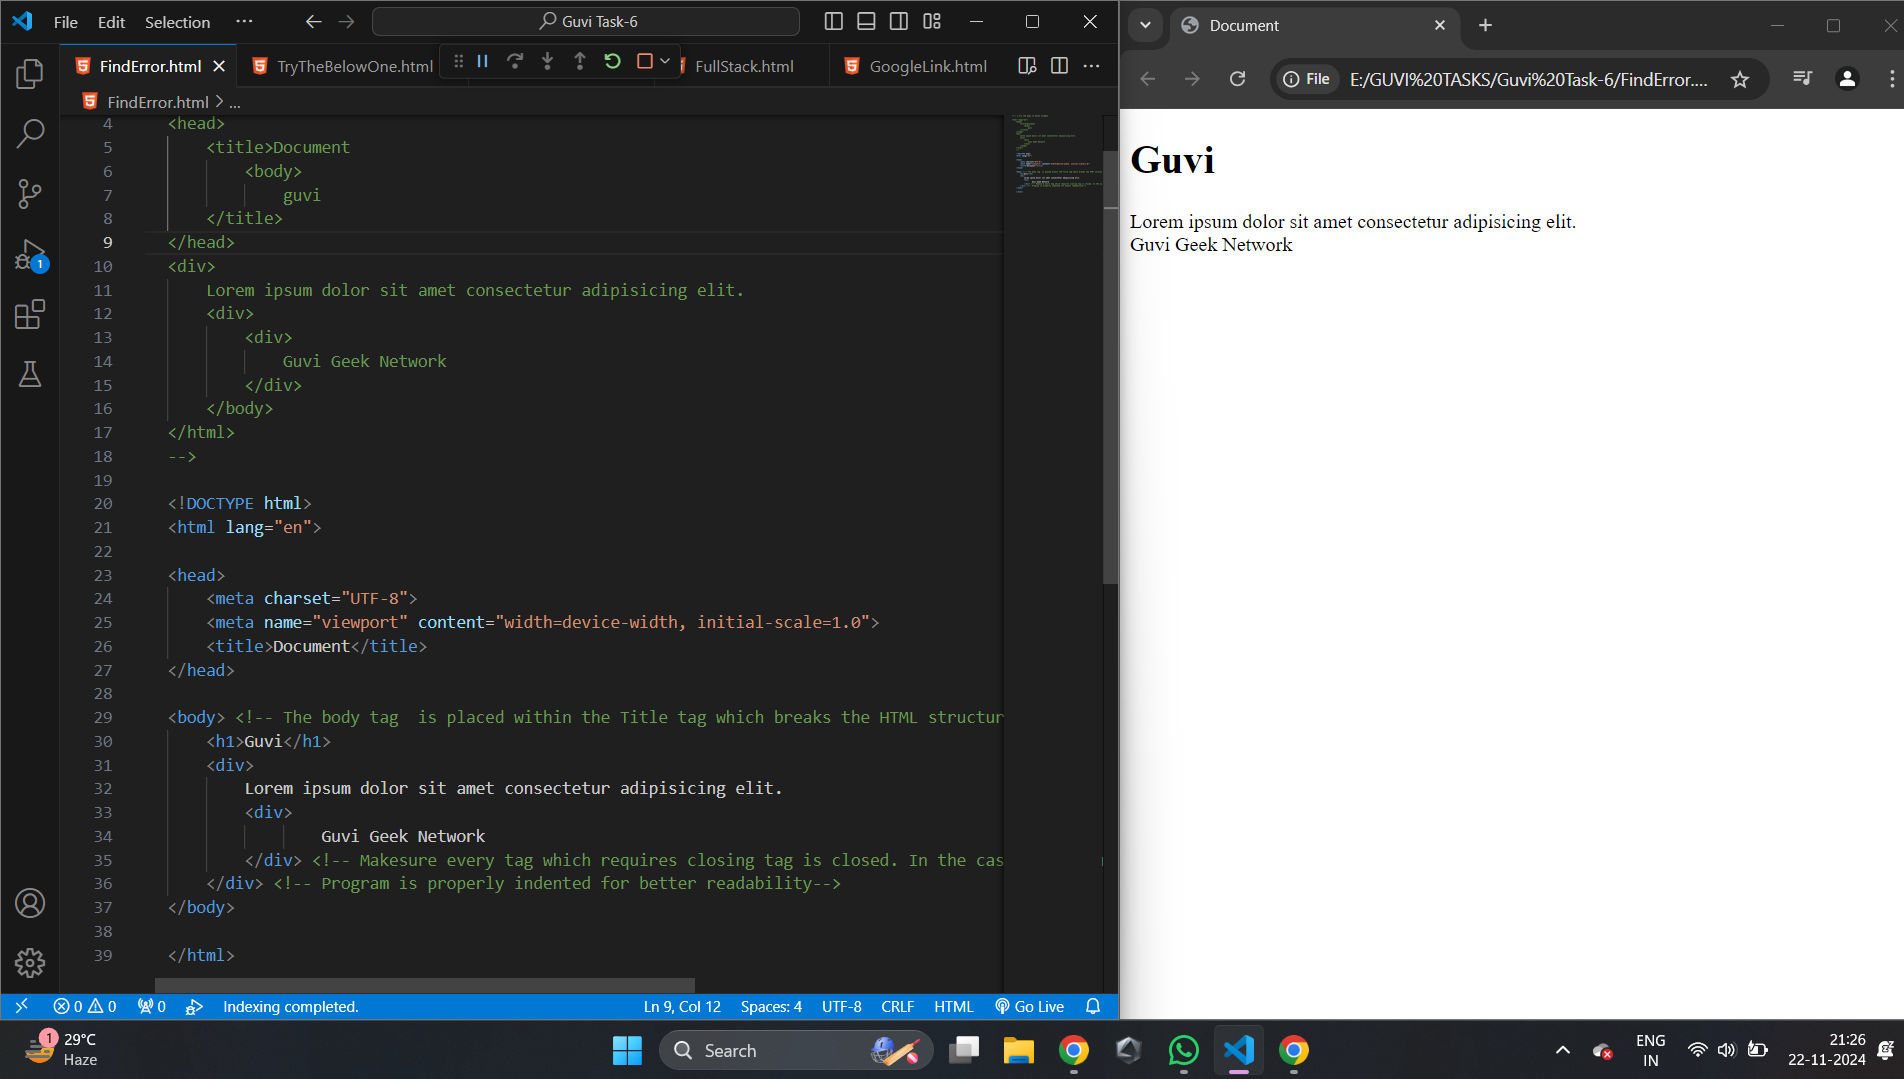 File Edit Selection ··· Guvi Task-6
FindError.html TryTheBelowOne.html FullStack.html GoogleLink.html
FindError.html > ...
4 <head>
5 <title>Document
6 <body>
7 guvi
8 </title>
9 </head>
10 <div>
11 Lorem ipsum dolor sit amet consectetur adipisicing elit.
12 <div>
13 <div>
14 Guvi Geek Network
15 </div>
16 </body>
17 </html>
18 -->
19
20 <!DOCTYPE html>
21 <html lang="en">
22
23 <head>
24 <meta charset="UTF-8">
25 <meta name="viewport" content="width=device-width, initial-scale=1.0">
26 <title>Document</title>
27 </head>
28
29 <body> <!-- The body tag  is placed within the Title tag which breaks the HTML structur
30 <h1>Guvi</h1>
31 <div>
32 Lorem ipsum dolor sit amet consectetur adipisicing elit.
33 <div>
34 Guvi Geek Network
35 </div> <!-- Makesure every tag which requires closing tag is closed. In the cas
36 </div> <!-- Program is properly indented for better readability-->
37 </body>
38
39 </html>
1
0 0 0 Indexing completed. Ln 9, Col 12 Spaces: 4 UTF-8 CRLF HTML Go Live
Document
File E:/GUVI%20TASKS/Guvi%20Task-6/FindError....
Guvi
Lorem ipsum dolor sit amet consectetur adipisicing elit.
Guvi Geek Network
1
29°C
Haze
Search
ENG
IN
21:26
22-11-2024